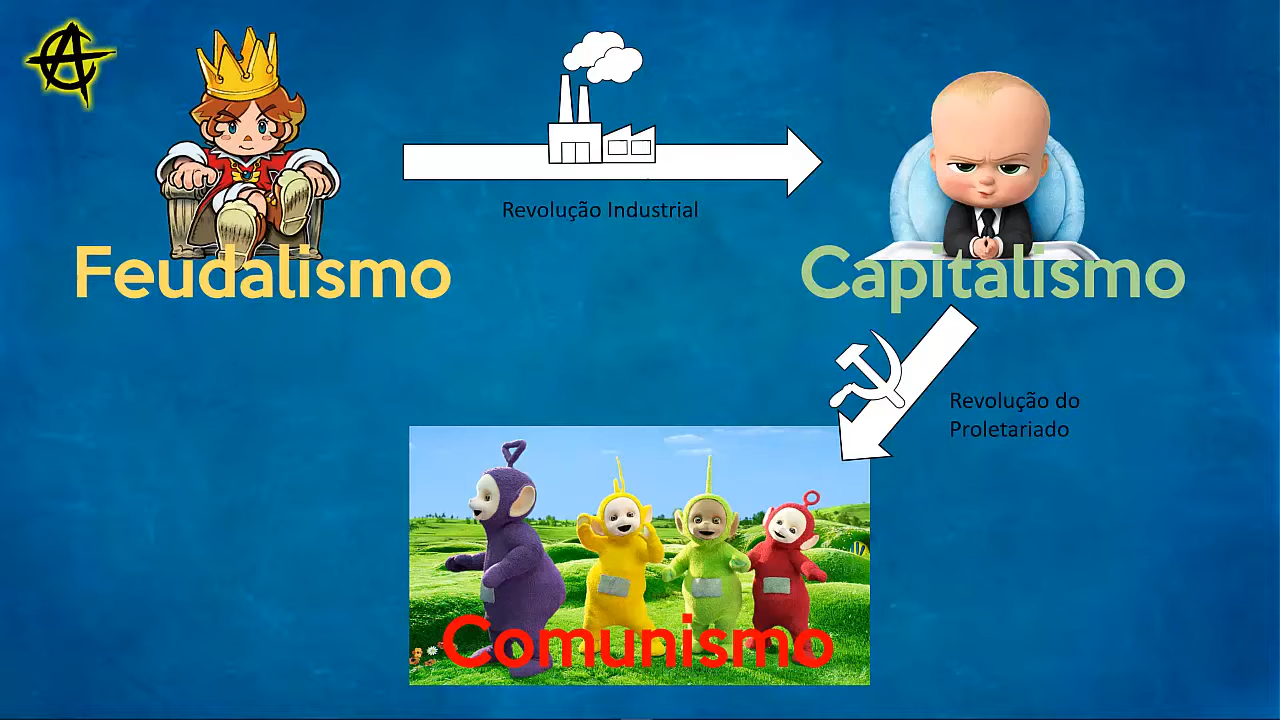 Revolução Industrial
Feudalismo
Capitalismo
Revolução do
Proletariado
Comunismo